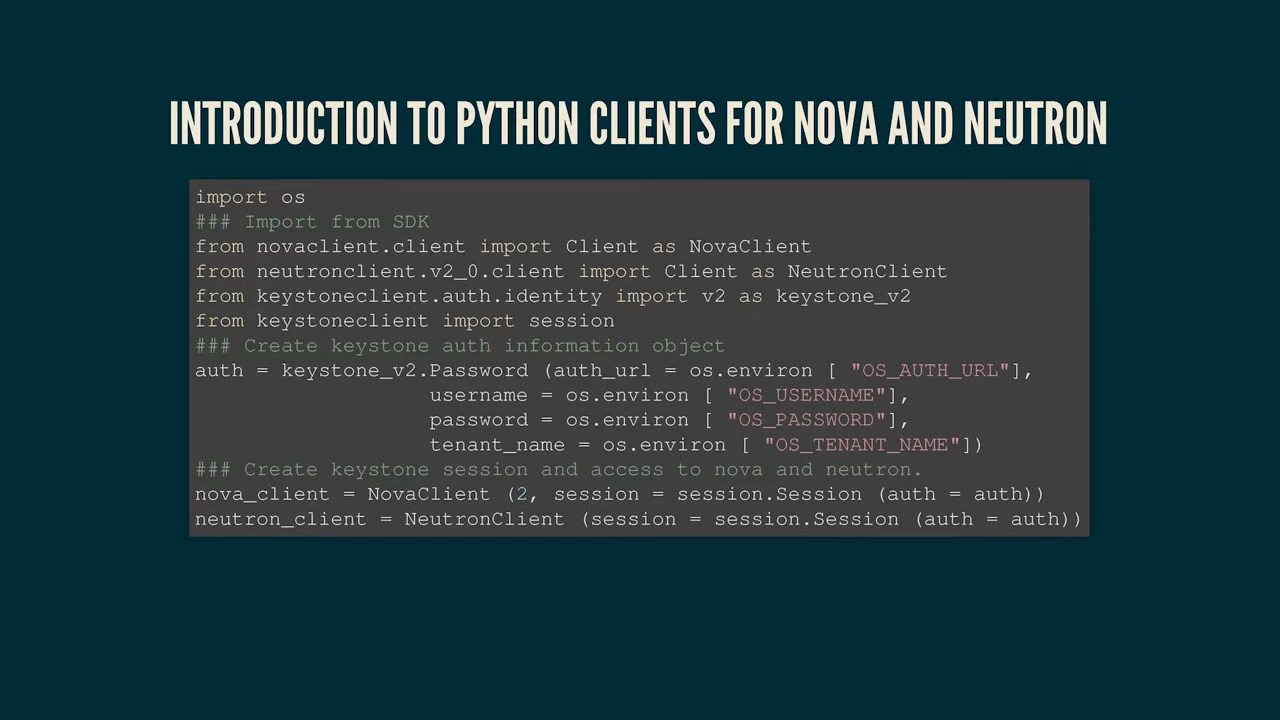 INTRODUCTION TO PYTHON CLIENTS FOR NOVA AND NEUTRON
import os
### Import from SDK
from novaclient.client import Client as NovaClient
from neutronclient.v2_0.client import Client as NeutronClient
from keystoneclient.auth.identity import v2 as keystone_v2
from keystoneclient import session
### Create keystone auth information object
auth = keystone_v2.Password (auth_url = os.environ [ "OS_AUTH_URL"],
                   username = os.environ [ "OS_USERNAME"],
                   password = os.environ [ "OS_PASSWORD"],
                   tenant_name = os.environ [ "OS_TENANT_NAME"])
### Create keystone session and access to nova and neutron.
nova_client = NovaClient (2, session = session.Session (auth = auth))
neutron_client = NeutronClient (session = session.Session (auth = auth))